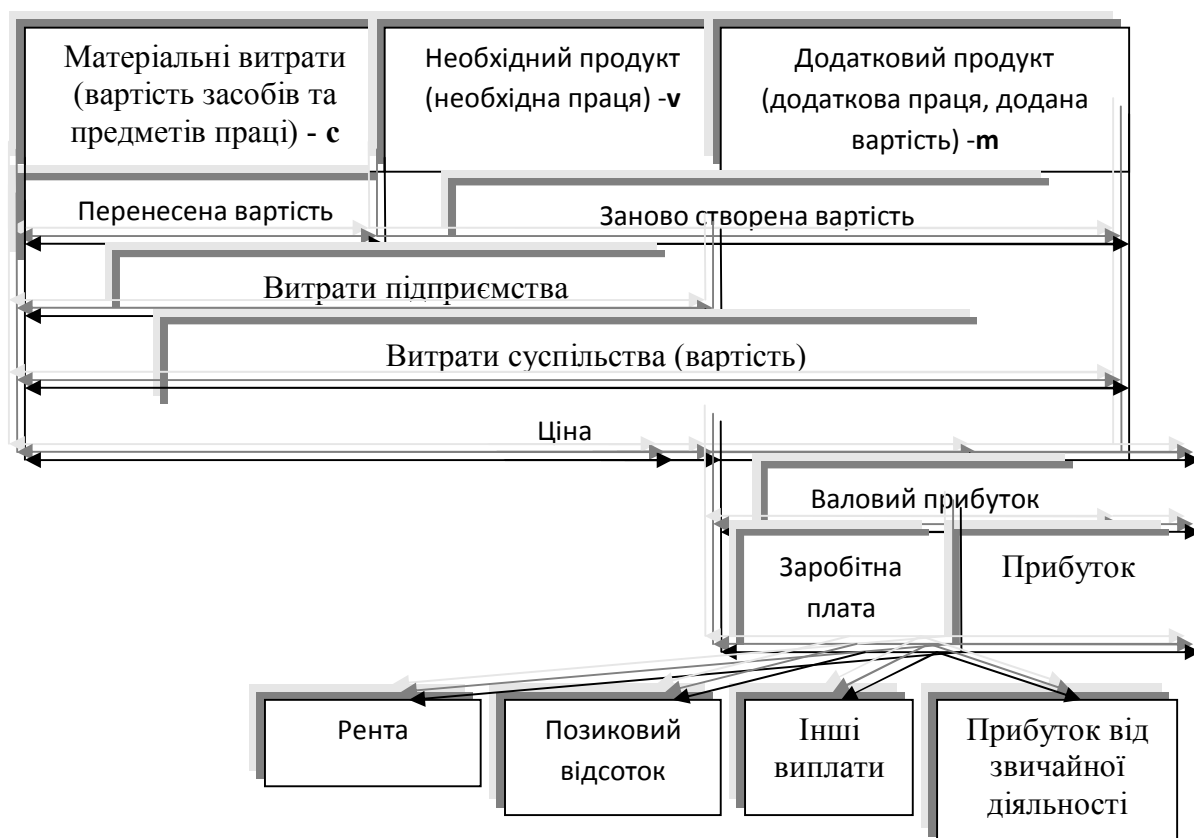 Матеріальні витрати
(вартість засобів та
предметів праці) - c
Необхідний продукт
(необхідна праця) -v
Додатковий продукт
(додаткова праця, додана
вартість) -m
Перенесена вартість
Заново створена вартість
Витрати підприємства
Витрати суспільства (вартість)
Ціна
Валовий прибуток
Заробітна
плата
Прибуток
Рента
Позиковий
відсоток
Інші
виплати
Прибуток від
звичайної
діяльності